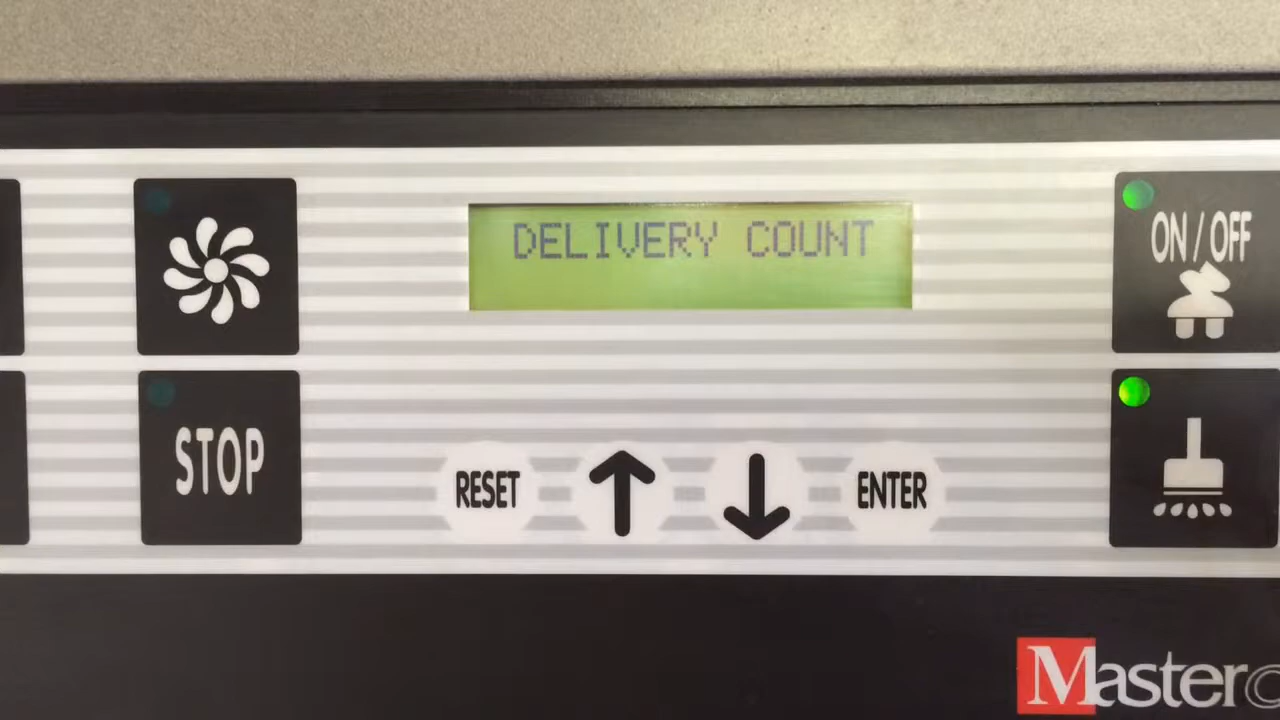 DELIVERY COUNT
ON / OFF
STOP
RESET
ENTER
Master